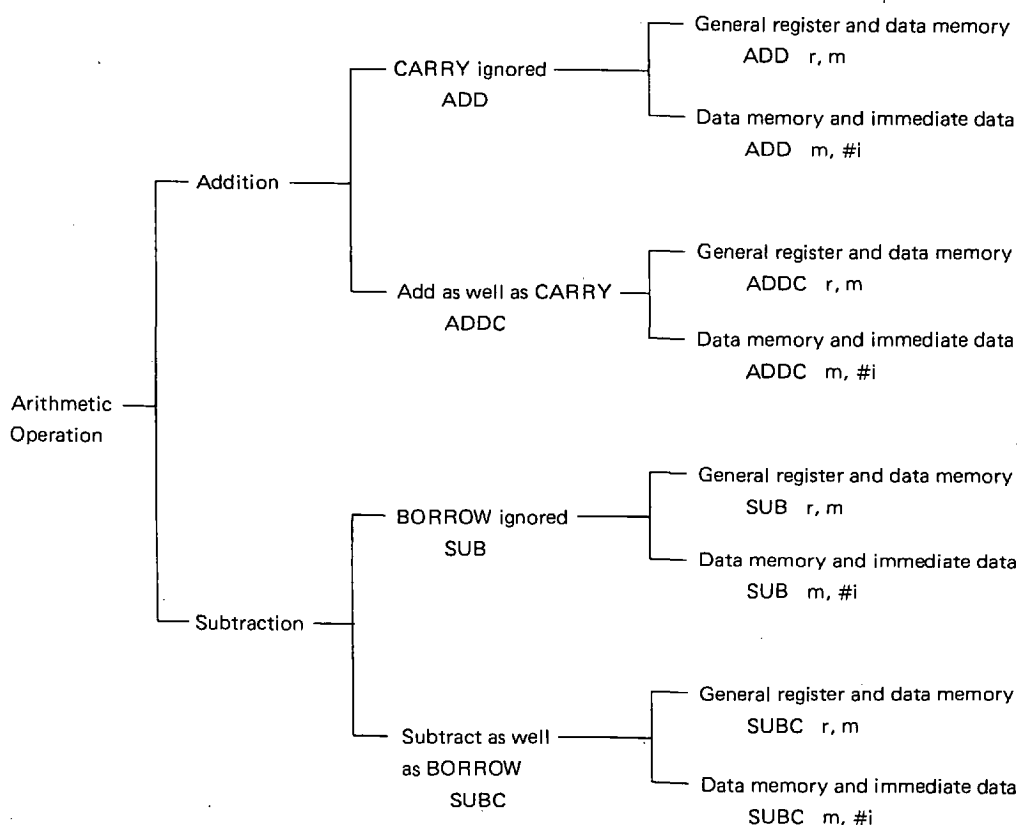 General register and data memory
ADD r, m
CARRY ignored
ADD
Data memory and immediate data
ADD m, #i
Addition
General register and data memory
ADDC r, m
Add as well as CARRY
ADDC
Data memory and immediate data
ADDC m, #i
Arithmetic
Operation
General register and data memory
SUB r, m
BORROW ignored
SUB
Data memory and immediate data
SUB m, #i
Subtraction
General register and data memory
SUBC r, m
Subtract as well
as BORROW
SUBC
Data memory and immediate data
SUBC m, #i